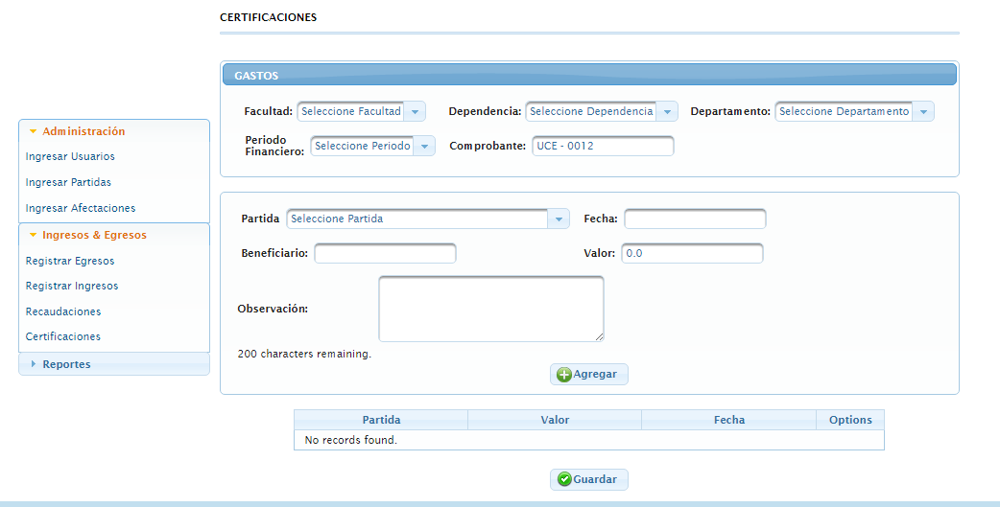 CERTIFICACIONES
GASTOS
Facultad: Seleccione Facultad Dependencia: Seleccione Dependencia Departamento: Seleccione Departamento
Periodo Financiero: Seleccione Periodo Comprobante: UCE - 0012
Administración
Ingresar Usuarios
Ingresar Partidas
Ingresar Afectaciones
Ingresos & Egresos
Registrar Egresos
Registrar Ingresos
Recaudaciones
Certificaciones
Reportes
Partida Seleccione Partida Fecha:
Beneficiario: Valor: 0.0
Observación:
200 characters remaining.
Agregar
Partida Valor Fecha Options
No records found.
Guardar